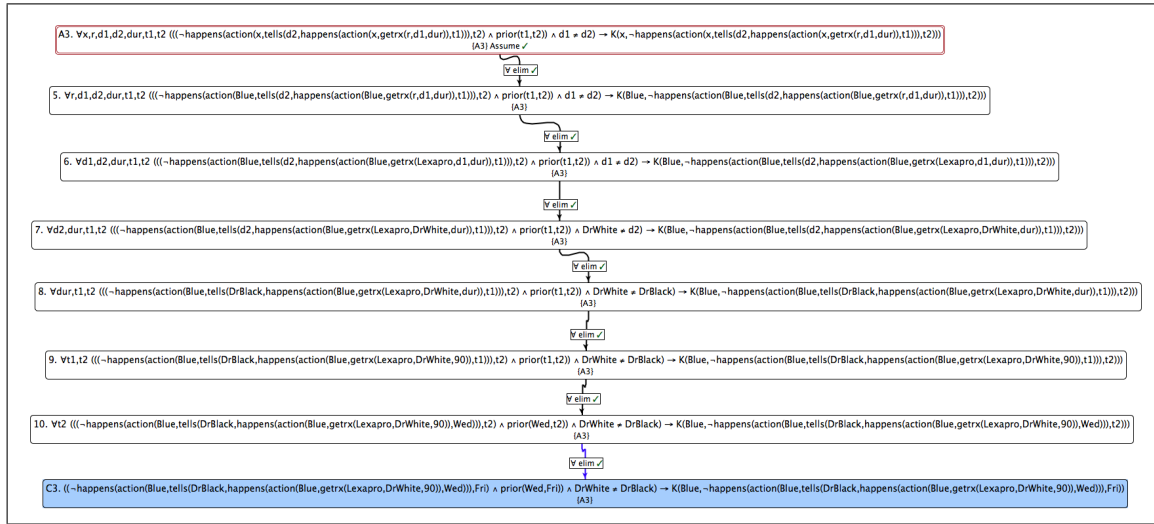 A3. ∀x,r,d1,d2,dur,t1,t2 (((¬happens(action(x,tells(d2,happens(action(x,getrx(r,d1,dur)),t1))),t2) ∧ prior(t1,t2)) ∧ d1 ≠ d2) → K(x,¬happens(action(x,tells(d2,happens(action(x,getrx(r,d1,dur)),t1))),t2)))
{A3} Assume ✓
∀ elim ✓
5. ∀r,d1,d2,dur,t1,t2 (((¬happens(action(Blue,tells(d2,happens(action(Blue,getrx(r,d1,dur)),t1))),t2) ∧ prior(t1,t2)) ∧ d1 ≠ d2) → K(Blue,¬happens(action(Blue,tells(d2,happens(action(Blue,getrx(r,d1,dur)),t1))),t2)))
{A3}
∀ elim ✓
6. ∀d1,d2,dur,t1,t2 (((¬happens(action(Blue,tells(d2,happens(action(Blue,getrx(Lexapro,d1,dur)),t1))),t2) ∧ prior(t1,t2)) ∧ d1 ≠ d2) → K(Blue,¬happens(action(Blue,tells(d2,happens(action(Blue,getrx(Lexapro,d1,dur)),t1))),t2)))
{A3}
∀ elim ✓
7. ∀d2,dur,t1,t2 (((¬happens(action(Blue,tells(d2,happens(action(Blue,getrx(Lexapro,DrWhite,dur)),t1))),t2) ∧ prior(t1,t2)) ∧ DrWhite ≠ d2) → K(Blue,¬happens(action(Blue,tells(d2,happens(action(Blue,getrx(Lexapro,DrWhite,dur)),t1))),t2)))
{A3}
∀ elim ✓
8. ∀dur,t1,t2 (((¬happens(action(Blue,tells(DrBlack,happens(action(Blue,getrx(Lexapro,DrWhite,dur)),t1))),t2) ∧ prior(t1,t2)) ∧ DrWhite ≠ DrBlack) → K(Blue,¬happens(action(Blue,tells(DrBlack,happens(action(Blue,getrx(Lexapro,DrWhite,dur)),t1))),t2)))
{A3}
∀ elim ✓
9. ∀t1,t2 (((¬happens(action(Blue,tells(DrBlack,happens(action(Blue,getrx(Lexapro,DrWhite,90)),t1))),t2) ∧ prior(t1,t2)) ∧ DrWhite ≠ DrBlack) → K(Blue,¬happens(action(Blue,tells(DrBlack,happens(action(Blue,getrx(Lexapro,DrWhite,90)),t1))),t2)))
{A3}
∀ elim ✓
10. ∀t2 (((¬happens(action(Blue,tells(DrBlack,happens(action(Blue,getrx(Lexapro,DrWhite,90)),Wed))),t2) ∧ prior(Wed,t2)) ∧ DrWhite ≠ DrBlack) → K(Blue,¬happens(action(Blue,tells(DrBlack,happens(action(Blue,getrx(Lexapro,DrWhite,90)),Wed))),t2)))
{A3}
∀ elim ✓
C3. ((¬happens(action(Blue,tells(DrBlack,happens(action(Blue,getrx(Lexapro,DrWhite,90)),Wed))),Fri) ∧ prior(Wed,Fri)) ∧ DrWhite ≠ DrBlack) → K(Blue,¬happens(action(Blue,tells(DrBlack,happens(action(Blue,getrx(Lexapro,DrWhite,90)),Wed))),Fri))
{A3}